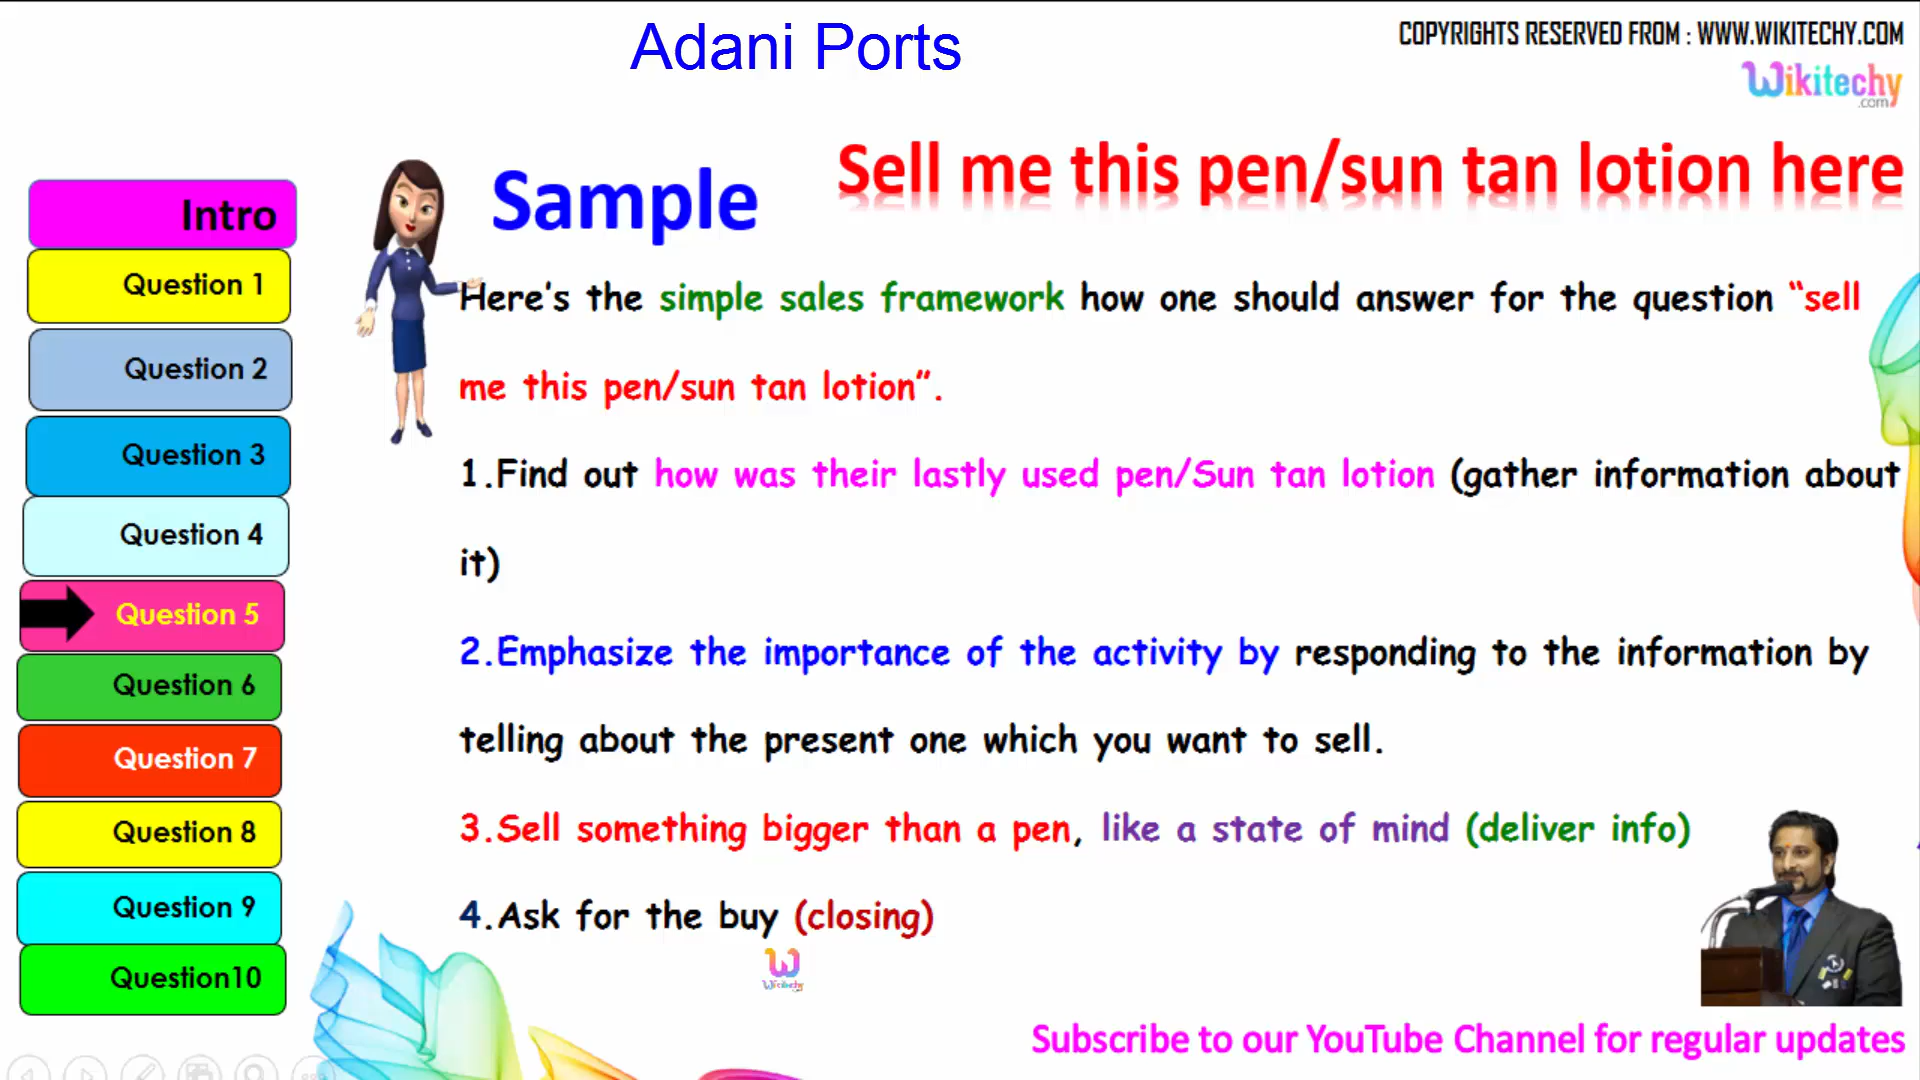 Adani Ports
COPYRIGHTS RESERVED FROM : WWW.WIKITECHY.COM
Wikitechy
.com
Sample
Sell me this pen/sun tan lotion here
Intro
Question 1
Question 2
Question 3
Question 4
Question 5
Question 6
Question 7
Question 8
Question 9
Question10
Here's the simple sales framework how one should answer for the question “sell
me this pen/sun tan lotion”.
1.Find out how was their lastly used pen/Sun tan lotion (gather information about
it)
2.Emphasize the importance of the activity by responding to the information by
telling about the present one which you want to sell.
3.Sell something bigger than a pen, like a state of mind (deliver info)
4.Ask for the buy (closing)
Wikitechy
Subscribe to our YouTube Channel for regular updates